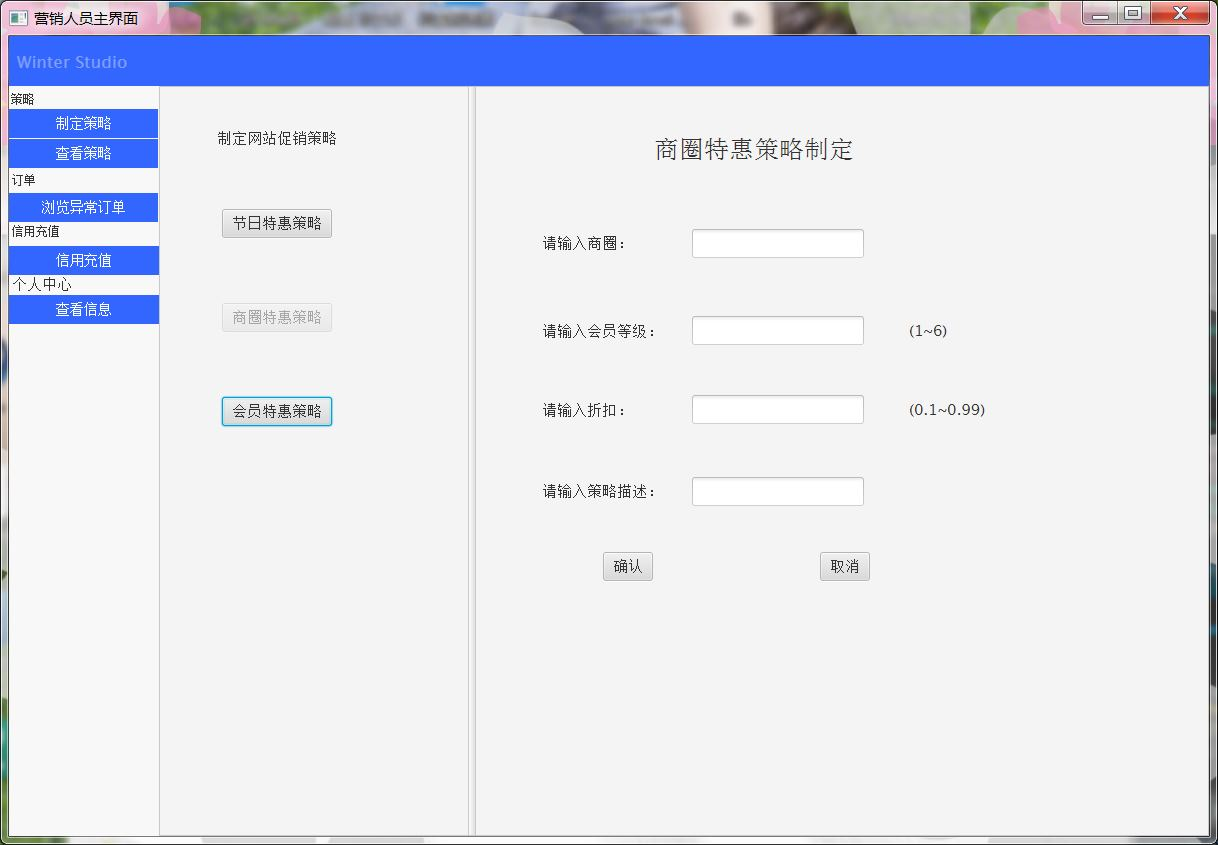 营销人员主界面
Winter Studio
策略
制定策略
查看策略
订单
浏览异常订单
信用充值
信用充值
个人中心
查看信息
制定网站促销策略
节日特惠策略
商圈特惠策略
会员特惠策略
商圈特惠策略制定
请输入商圈：
请输入会员等级： (1~6)
请输入折扣： (0.1~0.99)
请输入策略描述：
确认 取消